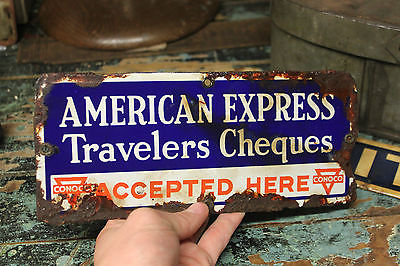 AMERICAN EXPRESS
Travelers Cheques
CONOCO ACCEPTED HERE CONOCO